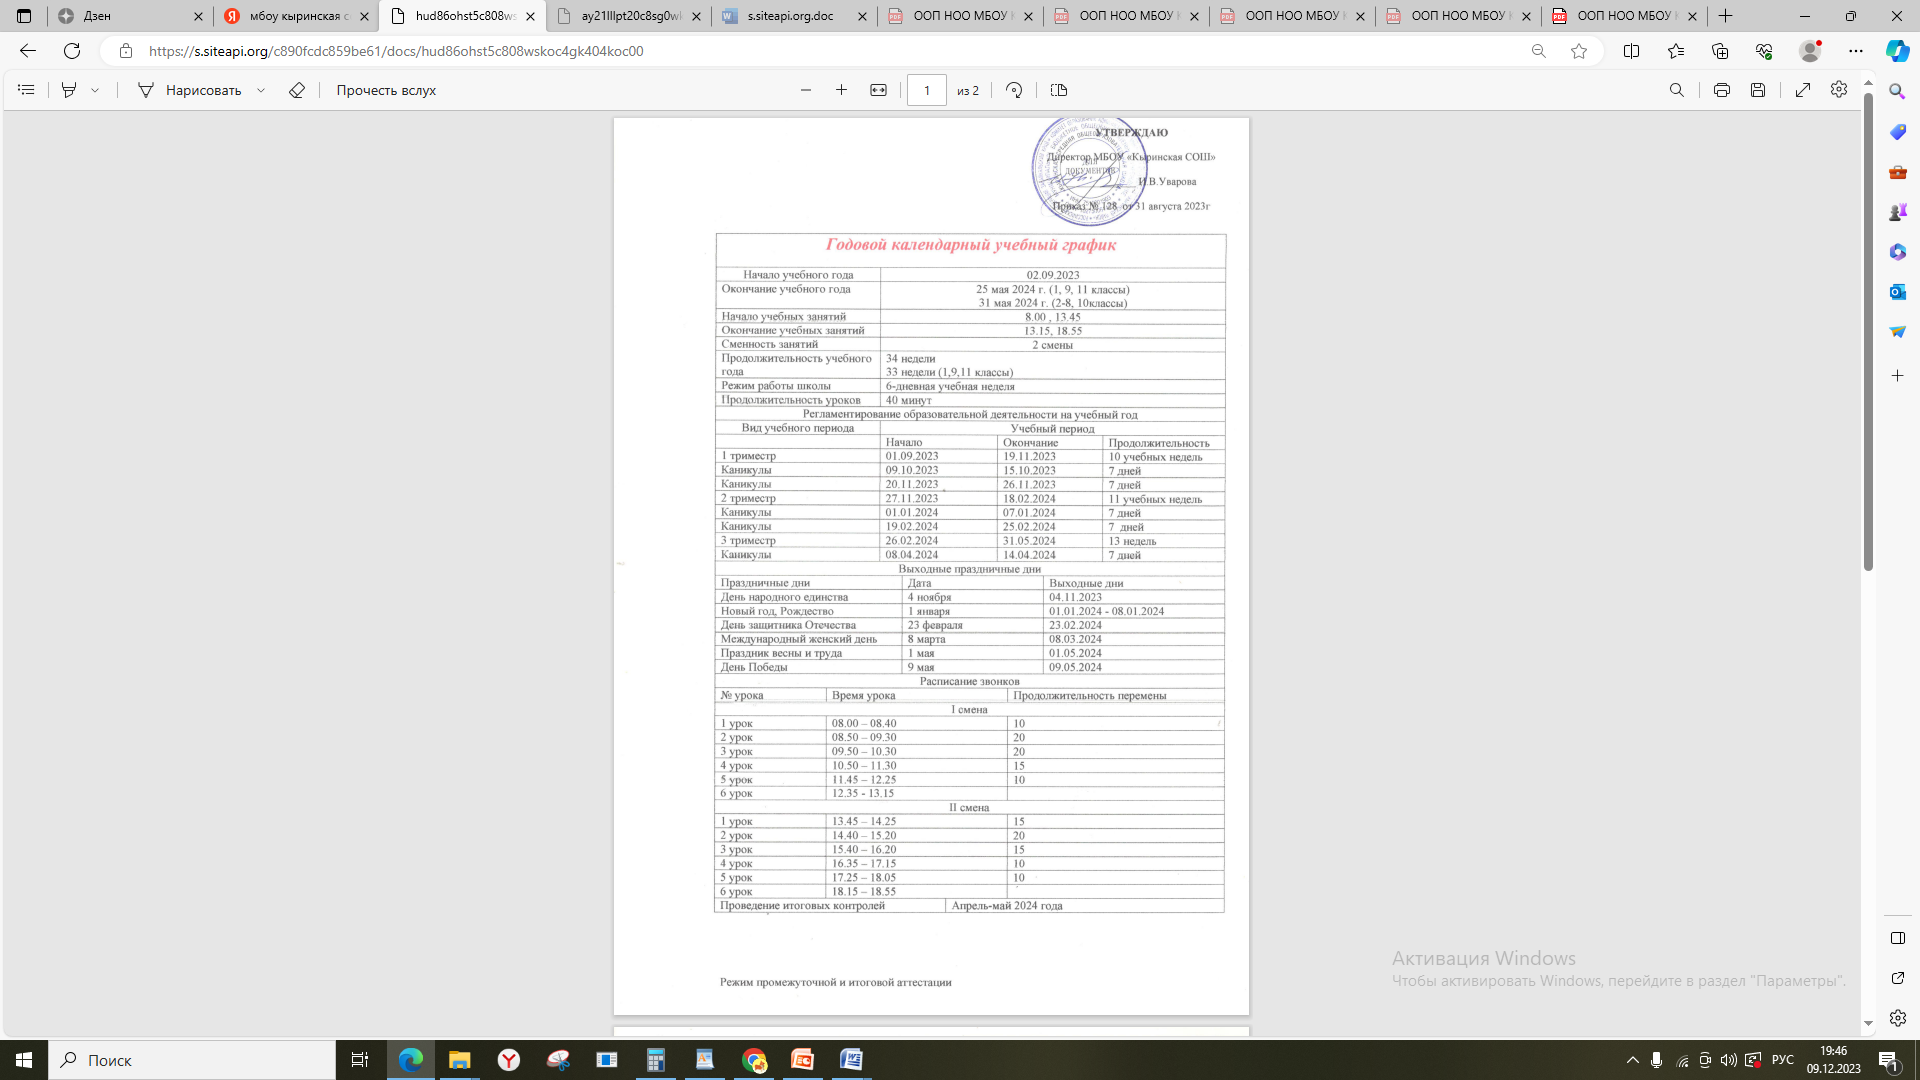 Дзен
мбоу кыринская с
hud86ohst5c808ws
ay21lllpt20c8sg0w
s.siteapi.org.doc
ООП НОО МБОУ
ООП НОО МБОУ
ООП НОО МБОУ
ООП НОО МБОУ
ООП НОО МБОУ
https://s.siteapi.org/c890fcdc859be61/docs/hud86ohst5c808wskoc4gk404koc00
Нарисовать
Прочесть вслух
1 из 2
УТВЕРЖДАЮ
Директор МБОУ «Кыринская СОШ»
ДЛЯ
ДОКУМЕНТОВ
И.В.Уварова
Приказ № 128 от 31 августа 2023г
Годовой календарный учебный график
Начало учебного года 02.09.2023
Окончание учебного года 25 мая 2024 г. (1, 9, 11 классы)
31 мая 2024 г. (2-8, 10классы)
Начало учебных занятий 8.00 , 13.45
Окончание учебных занятий 13.15, 18.55
Сменность занятий 2 смены
Продолжительность учебного 34 недели
года 33 недели (1,9,11 классы)
Режим работы школы 6-дневная учебная неделя
Продолжительность уроков 40 минут
Регламентирование образовательной деятельности на учебный год
Вид учебного периода Учебный период
Начало Окончание Продолжительность
1 триместр 01.09.2023 19.11.2023 10 учебных недель
Каникулы 09.10.2023 15.10.2023 7 дней
Каникулы 20.11.2023 26.11.2023 7 дней
2 триместр 27.11.2023 18.02.2024 11 учебных недель
Каникулы 01.01.2024 07.01.2024 7 дней
Каникулы 19.02.2024 25.02.2024 7 дней
3 триместр 26.02.2024 31.05.2024 13 недель
Каникулы 08.04.2024 14.04.2024 7 дней
Выходные праздничные дни
Праздничные дни Дата Выходные дни
День народного единства 4 ноября 04.11.2023
Новый год, Рождество 1 января 01.01.2024 - 08.01.2024
День защитника Отечества 23 февраля 23.02.2024
Международный женский день 8 марта 08.03.2024
Праздник весны и труда 1 мая 01.05.2024
День Победы 9 мая 09.05.2024
Расписание звонков
№ урока Время урока Продолжительность перемены
I смена
1 урок 08.00 – 08.40 10
2 урок 08.50 – 09.30 20
3 урок 09.50 – 10.30 20
4 урок 10.50 – 11.30 15
5 урок 11.45 – 12.25 10
6 урок 12.35 - 13.15
II смена
1 урок 13.45 – 14.25 15
2 урок 14.40 – 15.20 20
3 урок 15.40 – 16.20 15
4 урок 16.35 – 17.15 10
5 урок 17.25 – 18.05 10
6 урок 18.15 – 18.55
Проведение итоговых контролей Апрель-май 2024 года
Режим промежуточной и итоговой аттестации
Активация Windows
Чтобы активировать Windows, перейдите в раздел "Параметры".
Поиск
РУС
19:46
09.12.2023
1